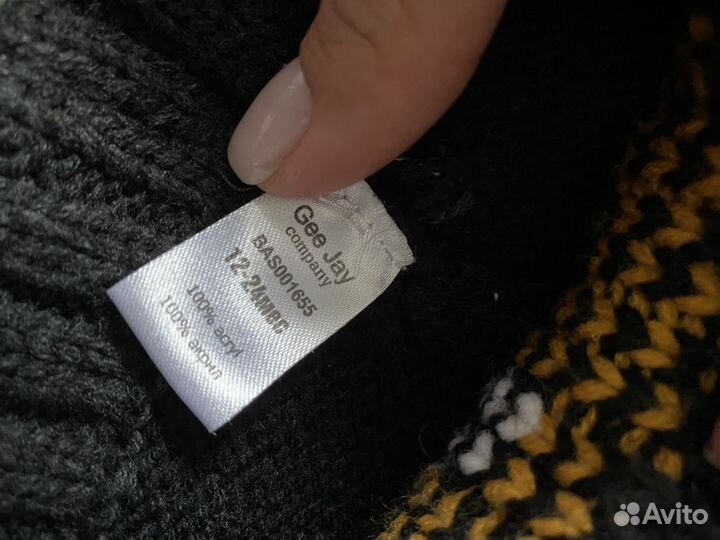 Gee Jay
company
BAS001655
12-24MRC
100% acryl
100% акрил
Avito